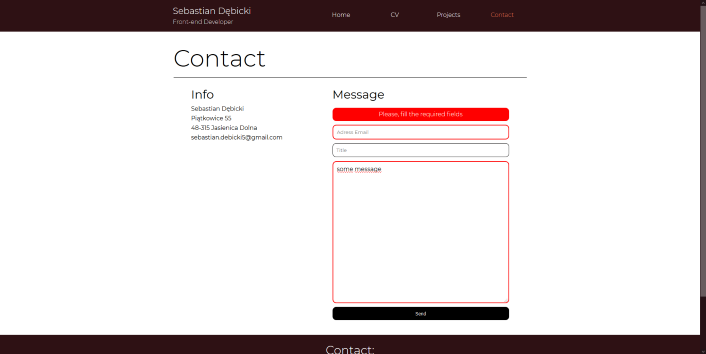 Sebastian Dębicki
Front-end Developer
Home
CV
Projects
Contact
Contact
Info
Sebastian Dębicki
Piątkowice 55
48-315 Jasienica Dolna
sebastian.debicki5@gmail.com
Message
Please, fill the required fields
Adress Email
Title
some message
Send
Contact: